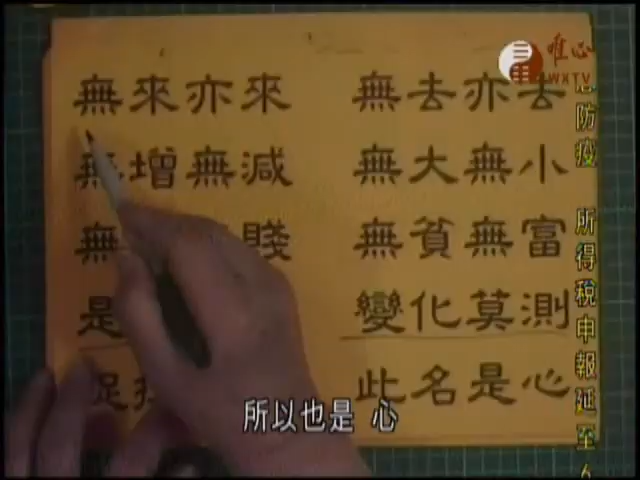 無來亦來 無去亦去
無增無減 無大無小
無 賤 無貧無富
是 變化莫測
此名是心
所以也是 心
防疫 所得稅申報延至6
唯心
WXTV